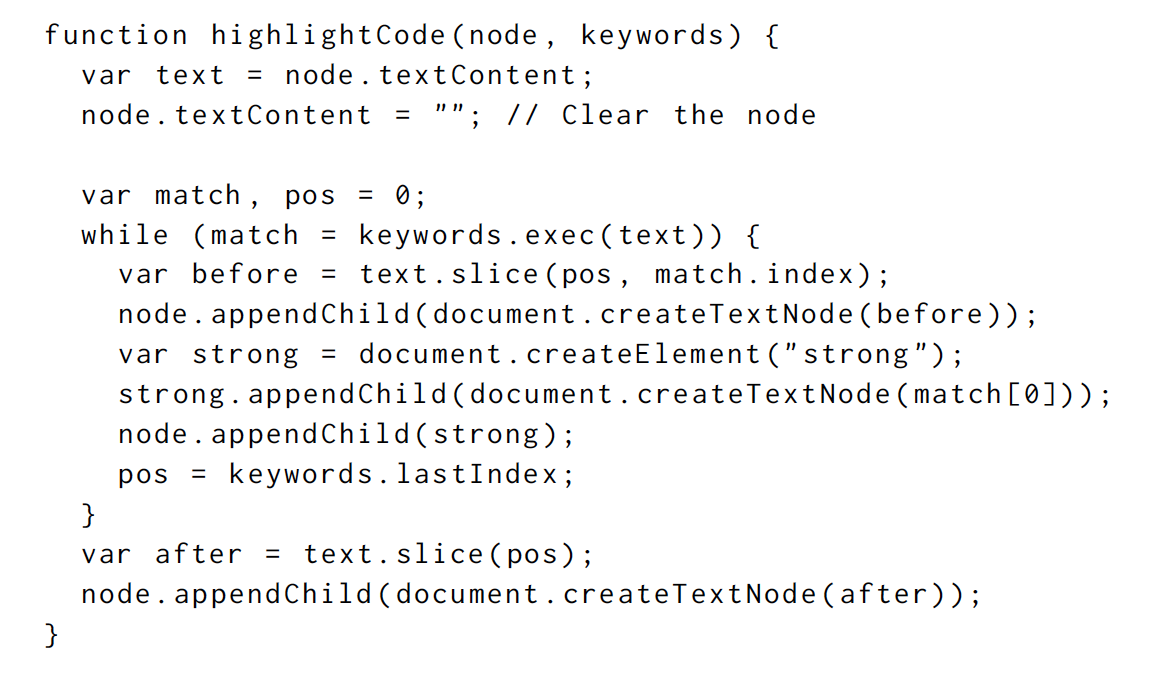 function highlightCode(node, keywords) {
  var text = node.textContent;
  node.textContent = ""; // Clear the node

  var match, pos = 0;
  while (match = keywords.exec(text)) {
    var before = text.slice(pos, match.index);
    node.appendChild(document.createTextNode(before));
    var strong = document.createElement("strong");
    strong.appendChild(document.createTextNode(match[0]));
    node.appendChild(strong);
    pos = keywords.lastIndex;
  }
  var after = text.slice(pos);
  node.appendChild(document.createTextNode(after));
}